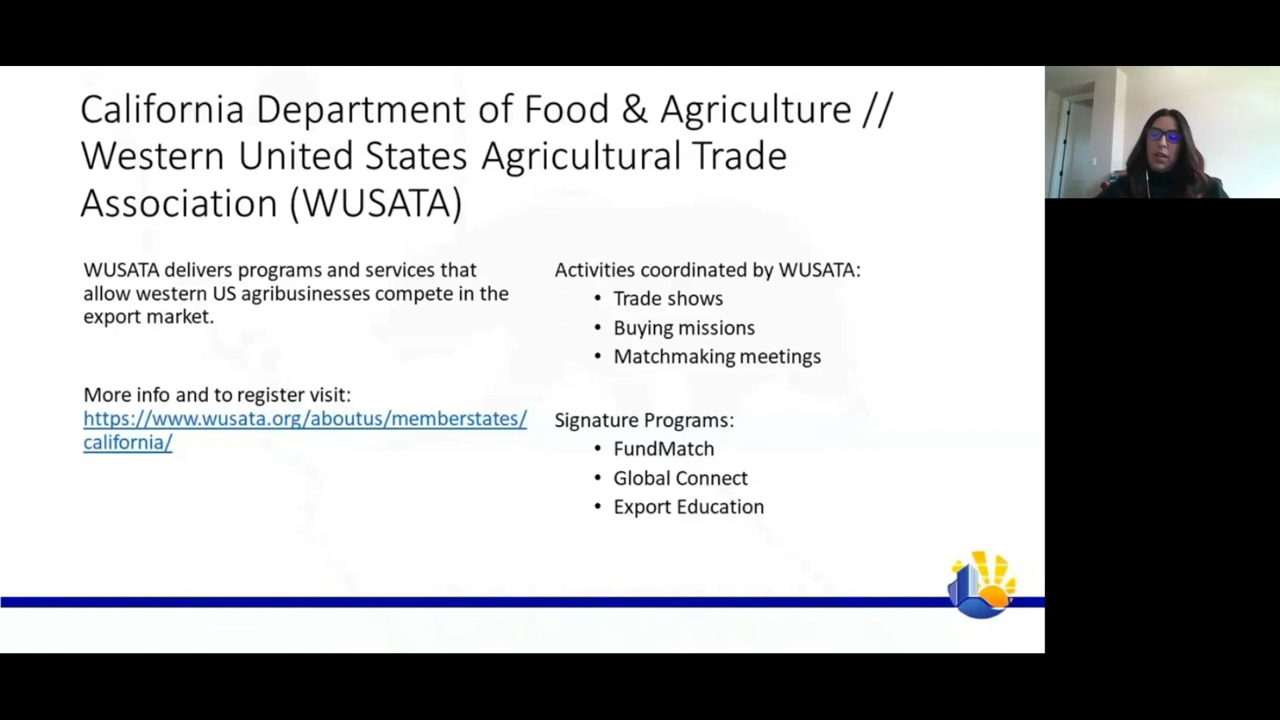 California Department of Food & Agriculture //
Western United States Agricultural Trade
Association (WUSATA)
WUSATA delivers programs and services that
allow western US agribusinesses compete in the
export market.
More info and to register visit:
https://www.wusata.org/aboutus/memberstates/
california/
Activities coordinated by WUSATA:
• Trade shows
• Buying missions
• Matchmaking meetings
Signature Programs:
• FundMatch
• Global Connect
• Export Education